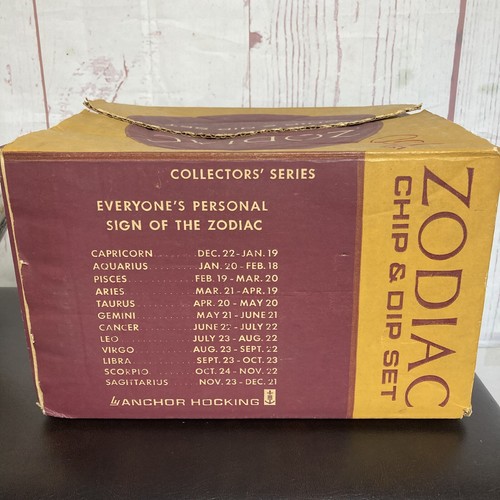 COLLECTORS' SERIES
EVERYONE'S PERSONAL
SIGN OF THE ZODIAC
CAPRICORN ......... DEC. 22 - JAN. 19
AQUARIUS ......... JAN. 20 - FEB. 18
PISCES ......... FEB. 19 - MAR. 20
ARIES ......... MAR. 21 - APR. 19
TAURUS ......... APR. 20 - MAY 20
GEMINI ......... MAY 21 - JUNE 21
CANCER ......... JUNE 22 - JULY 22
LEO ......... JULY 23 - AUG. 22
VIRGO ......... AUG. 23 - SEPT. 22
LIBRA ......... SEPT. 23 - OCT. 23
SCORPIO ......... OCT. 24 - NOV. 22
SAGITTARIUS ......... NOV. 23 - DEC. 21
by ANCHOR HOCKING
ZODIAC
CHIP & DIP SET
ZODIAC